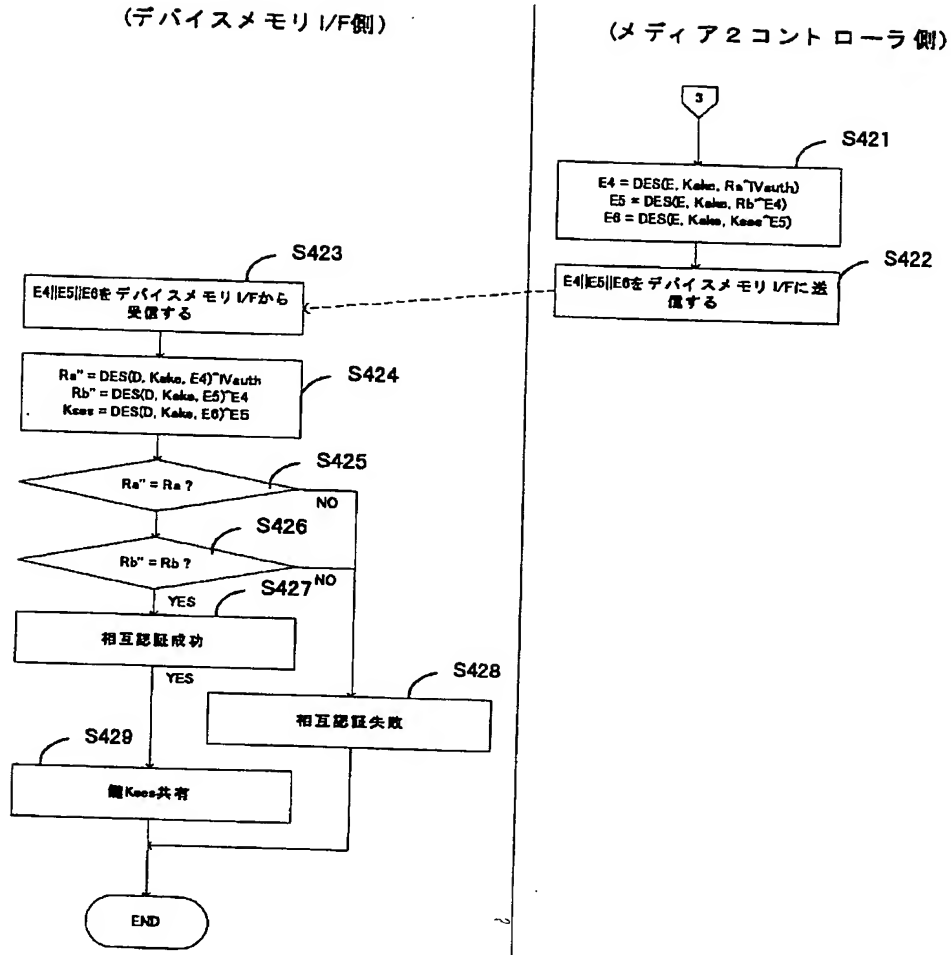 (デバイスメモリI/F側)
(メディア2コントローラ側)
3
S421
E4 = DES(E, Kake, Ra^IVauth)
E5 = DES(E, Kake, Rb^E4)
E6 = DES(E, Kake, Kses^E5)
S422
E4||E5||E6をデバイスメモリI/Fに送
信する
S423
E4||E5||E6をデバイスメモリI/Fから
受信する
S424
Ra" = DES(D, Kake, E4)^IVauth
Rb" = DES(D, Kake, E5)^E4
Kses = DES(D, Kake, E6)^E5
S425
Ra" = Ra ?
NO
S426
Rb" = Rb ?
NO
YES
S427
相互認証成功
YES
S428
相互認証失敗
S429
鍵Kses共有
END